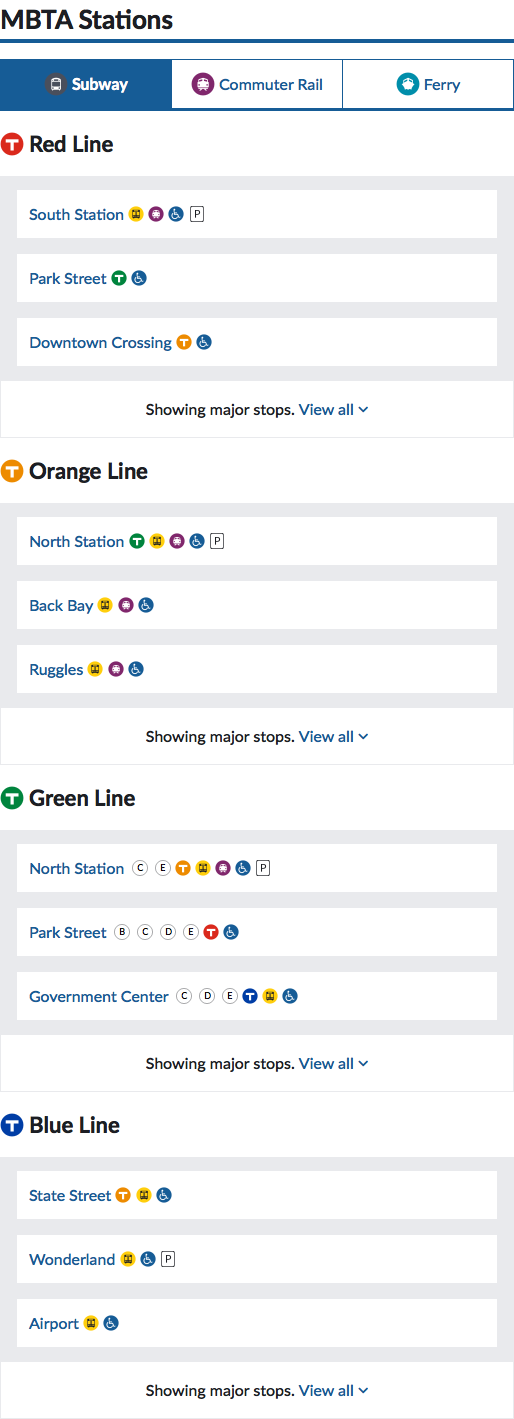 MBTA Stations
Subway Commuter Rail Ferry
T Red Line
South Station P
Park Street T
Downtown Crossing T
Showing major stops. View all
T Orange Line
North Station T P
Back Bay
Ruggles
Showing major stops. View all
T Green Line
North Station C E T P
Park Street B C D E T
Government Center C D E T
Showing major stops. View all
T Blue Line
State Street T
Wonderland P
Airport
Showing major stops. View all